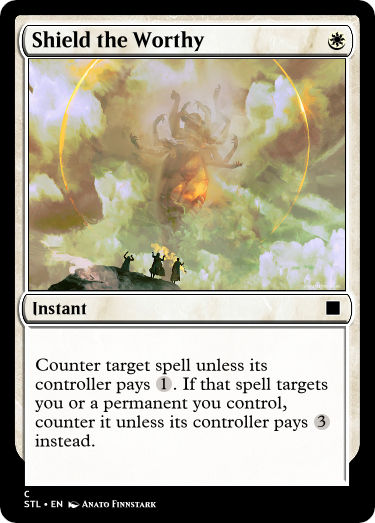 Shield the Worthy
Instant
Counter target spell unless its
controller pays 1. If that spell targets
you or a permanent you control,
counter it unless its controller pays 3
instead.
C
STL • EN Anato Finnstark